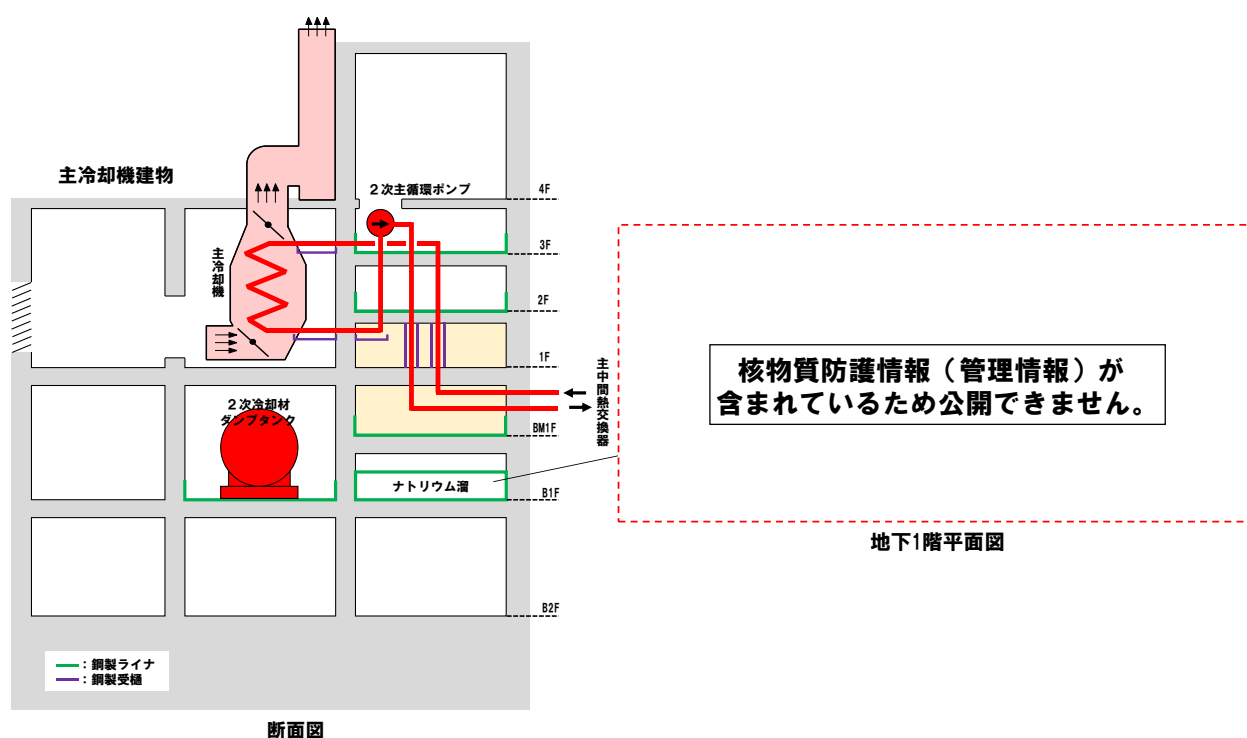 主冷却機建物
２次主循環ポンプ
4F
3F
主冷却機
2F
1F
主中間熱交換器
２次冷却材
ダンプタンク
BM1F
ナトリウム溜
B1F
B2F
：鋼製ライナ
：鋼製受樋
断面図
核物質防護情報（管理情報）が
含まれているため公開できません。
地下1階平面図